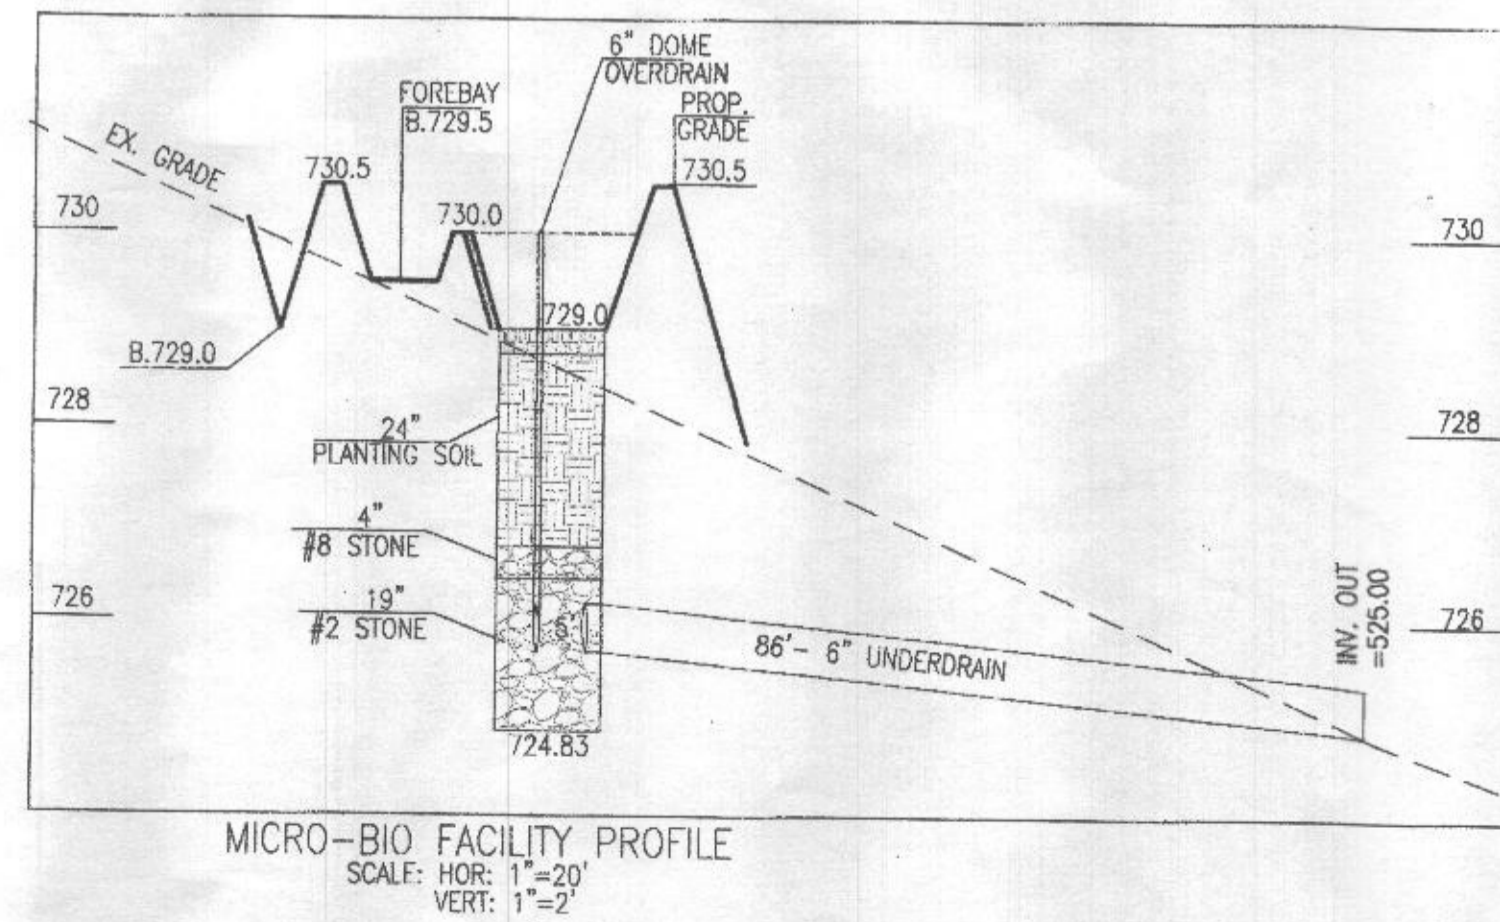 6" DOME
OVERDRAIN
FOREBAY
B.729.5
PROP.
GRADE
EX. GRADE
730.5
730.5
730
730.0
730
729.0
B.729.0
728
728
24"
PLANTING SOIL
4"
#8 STONE
19"
#2 STONE
726
726
86'- 6" UNDERDRAIN
INV. OUT
=525.00
724.83
MICRO-BIO FACILITY PROFILE
SCALE: HOR: 1"=20'
VERT: 1"=2'